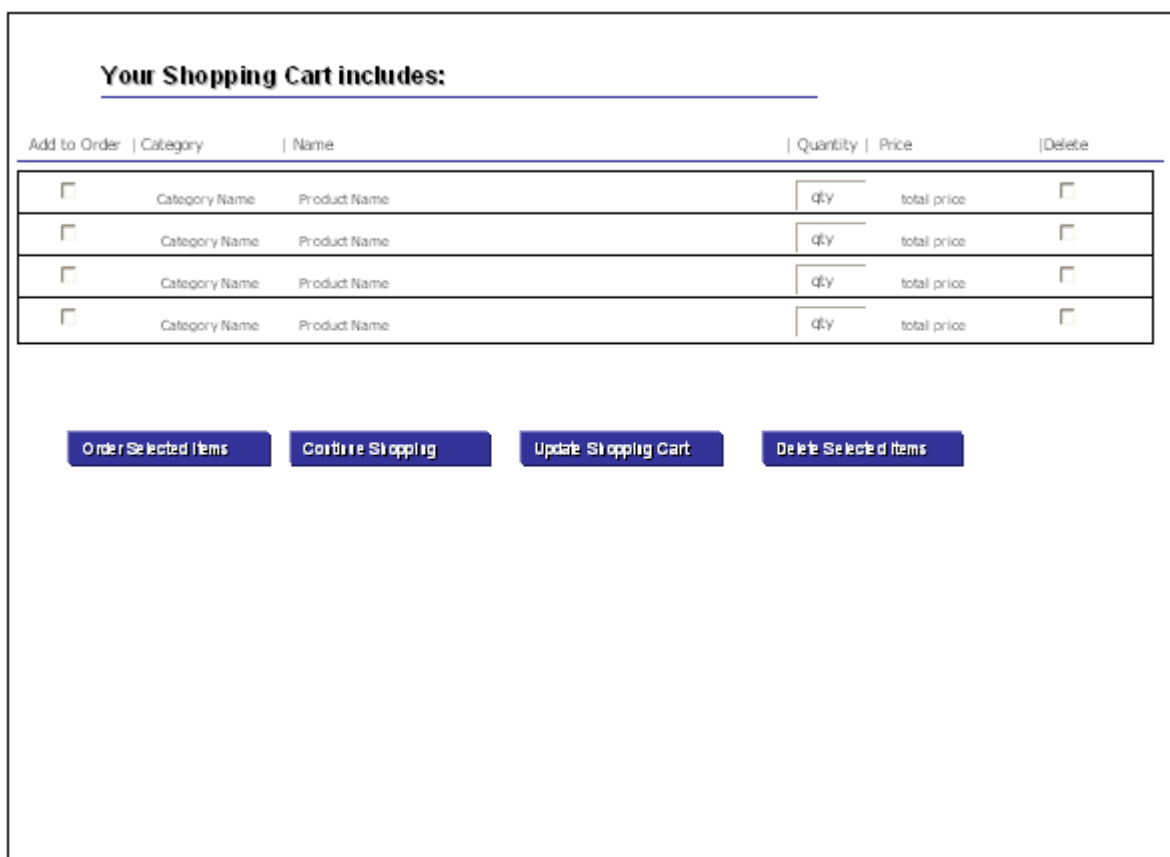 Your Shopping Cart includes:
Add to Order | Category | Name | Quantity | Price |Delete
Category Name Product Name qty total price
Category Name Product Name qty total price
Category Name Product Name qty total price
Category Name Product Name qty total price
Order Selected Items Continue Shopping Update Shopping Cart Delete Selected Items